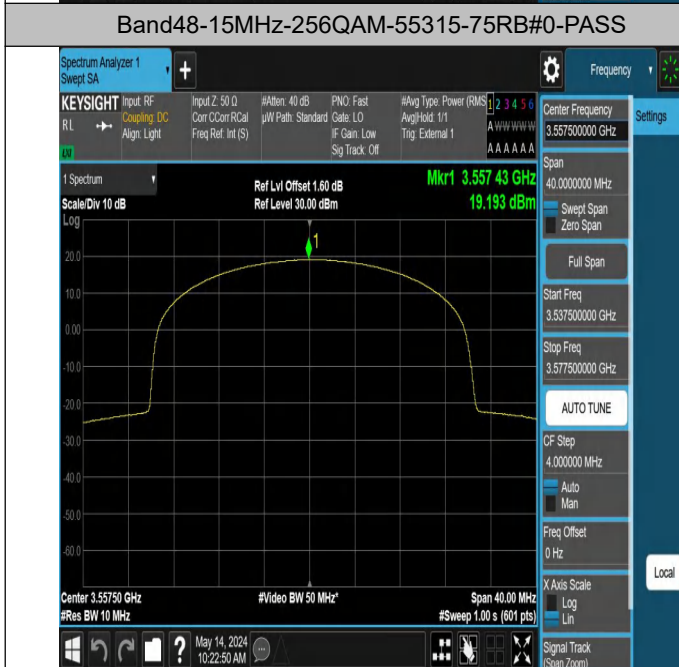 Band48-15MHz-256QAM-55315-75RB#0-PASS
Spectrum Analyzer 1
Swept SA
Frequency
KEYSIGHT
RL
Input: RF
Coupling: DC
Align: Light
Input Z: 50 Ω
Corr CCorr RCal
Freq Ref: Int (S)
#Atten: 40 dB
µW Path: Standard
PNO: Fast
Gate: LO
IF Gain: Low
Sig Track: Off
#Avg Type: Power (RMS
Avg|Hold: 1/1
Trig: External 1
1 2 3 4 5 6
A W W W W W
A A A A A A
1 Spectrum
Scale/Div 10 dB
Log
Ref Lvl Offset 1.60 dB
Ref Level 30.00 dBm
Mkr1 3.557 43 GHz
19.193 dBm
1
20.0
10.0
0.00
-10.0
-20.0
-30.0
-40.0
-50.0
-60.0
Center 3.55750 GHz
#Res BW 10 MHz
#Video BW 50 MHz*
Span 40.00 MHz
#Sweep 1.00 s (601 pts)
May 14, 2024
10:22:50 AM
Center Frequency
3.557500000 GHz
Settings
Span
40.0000000 MHz
Swept Span
Zero Span
Full Span
Start Freq
3.537500000 GHz
Stop Freq
3.577500000 GHz
AUTO TUNE
CF Step
4.000000 MHz
Auto
Man
Freq Offset
0 Hz
X Axis Scale
Log
Lin
Local
Signal Track
(Span Zoom)